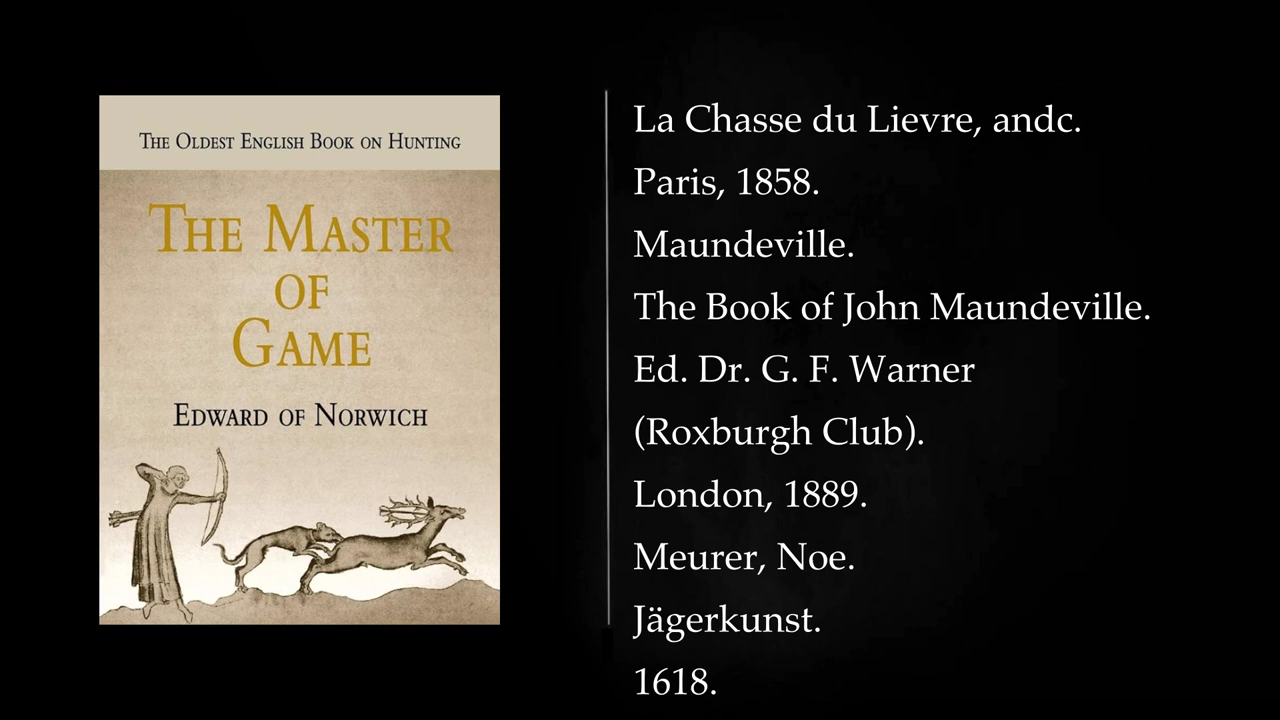 The Oldest English Book on Hunting
The Master
of
Game
Edward of Norwich
La Chasse du Lievre, andc.
Paris, 1858.
Maundeville.
The Book of John Maundeville.
Ed. Dr. G. F. Warner
(Roxburgh Club).
London, 1889.
Meurer, Noe.
Jägerkunst.
1618.